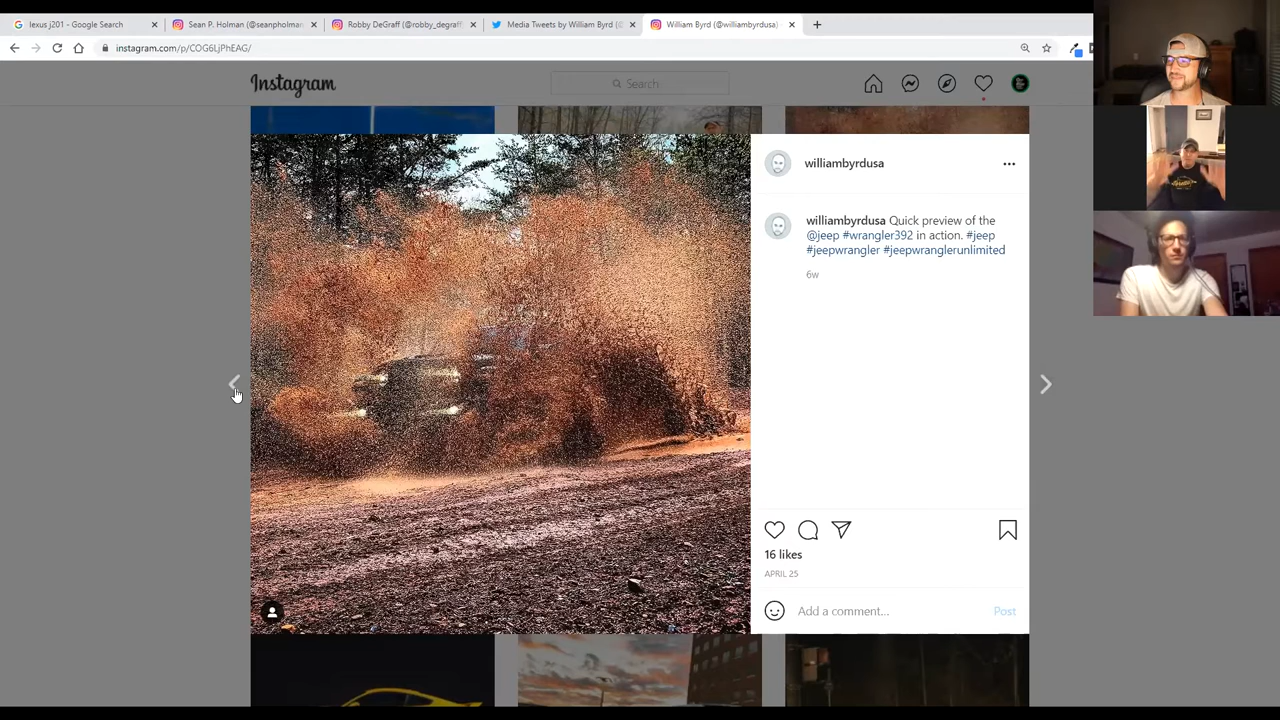 lexus j201 - Google Search
Sean P. Holman (@seanpholman
Robby DeGraff (@robby_degraff
Media Tweets by William Byrd (@
William Byrd (@williambyrdusa)
instagram.com/p/COG6LjPhEAG/
Instagram
Search
williambyrdusa
williambyrdusa Quick preview of the
@jeep #wrangler392 in action. #jeep
#jeepwrangler #jeepwranglerunlimited
6w
16 likes
APRIL 25
Add a comment...
Post